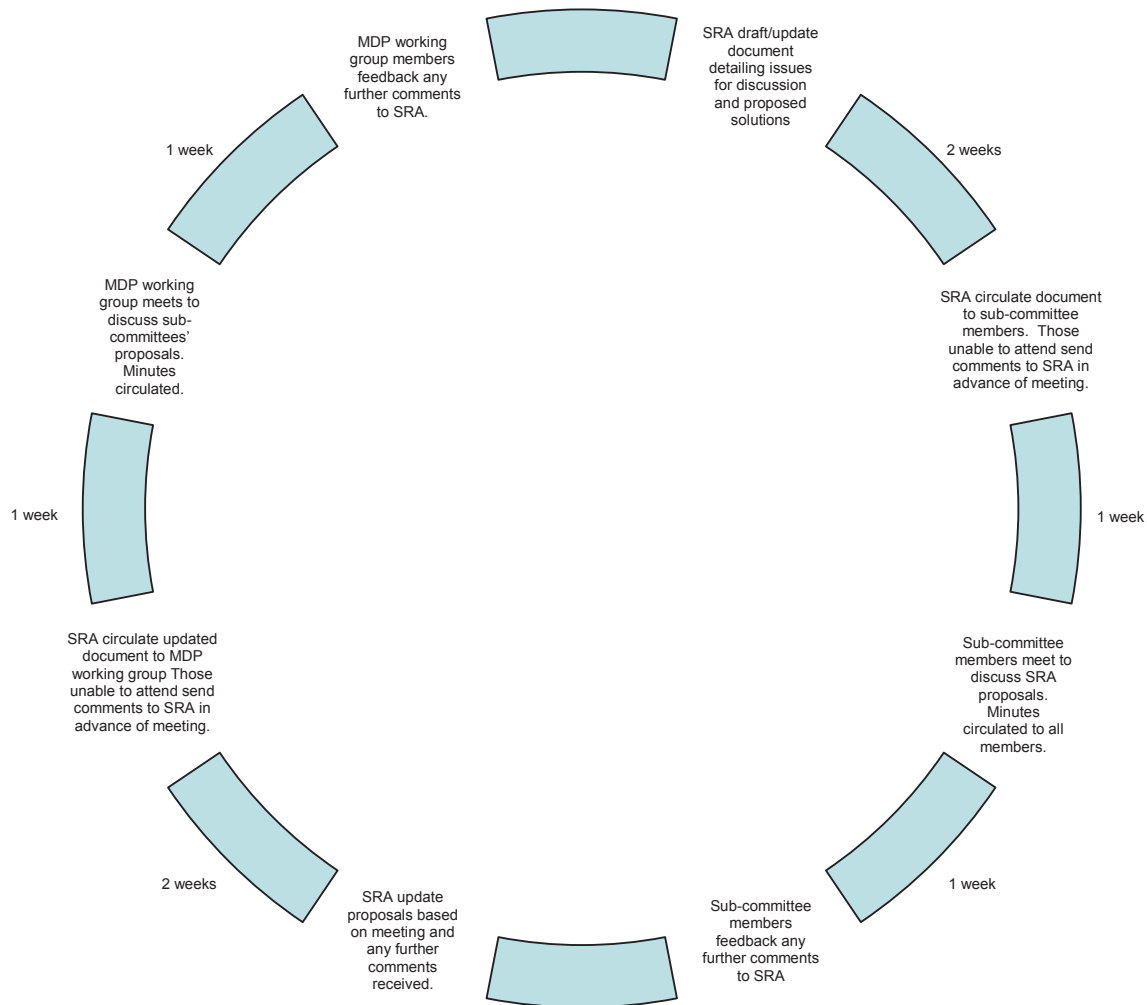 SRA draft/update
document
detailing issues
for discussion
and proposed
solutions
2 weeks
SRA circulate document
to sub-committee
members.  Those
unable to attend send
comments to SRA in
advance of meeting.
1 week
Sub-committee
members meet to
discuss SRA
proposals.
Minutes
circulated to all
members.
1 week
Sub-committee
members
feedback any
further comments
to SRA
SRA update
proposals based
on meeting and
any further
comments
received.
2 weeks
SRA circulate updated
document to MDP
working group Those
unable to attend send
comments to SRA in
advance of meeting.
1 week
MDP working
group meets to
discuss sub-
committees’
proposals.
Minutes
circulated.
1 week
MDP working
group members
feedback any
further comments
to SRA.